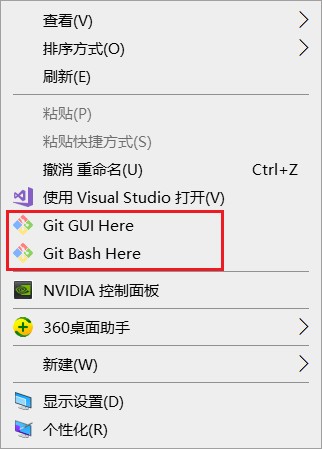 查看(V)
排序方式(O)
刷新(E)
粘贴(P)
粘贴快捷方式(S)
撤消 重命名(U) Ctrl+Z
使用 Visual Studio 打开(V)
Git GUI Here
Git Bash Here
NVIDIA 控制面板
360桌面助手
新建(W)
显示设置(D)
个性化(R)